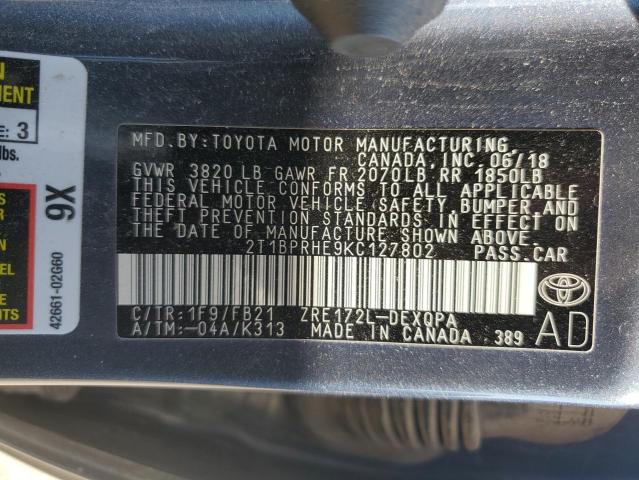 MFD.BY:TOYOTA MOTOR MANUFACTURING
CANADA, INC.06/18
GVWR 3820 LB GAWR FR 2070LB RR 1850LB
THIS VEHICLE CONFORMS TO ALL APPLICABLE
FEDERAL MOTOR VEHICLE SAFETY, BUMPER, AND
THEFT PREVENTION STANDARDS IN EFFECT ON
THE DATE OF MANUFACTURE SHOWN ABOVE.
2T1BPRHE9KC127802 PASS.CAR
C/TR:1F9/FB21 ZRE172L-DEXQPA
A/TM:-04A/K313 MADE IN CANADA 389
AD
E: 3
lbs.
9X
42661-02G60